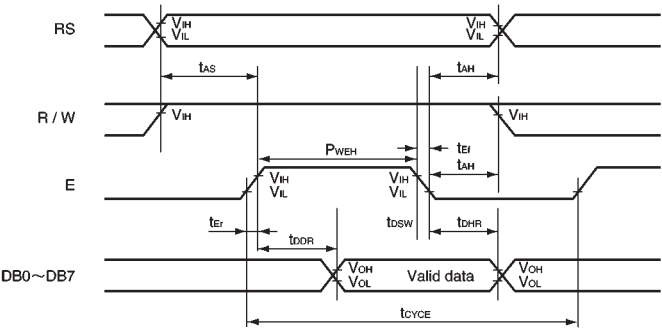 RS
VIH
VIL
VIH
VIL
tAS
tAH
R / W
VIH
VIH
PWEH
tEf
tAH
E
VIH
VIL
VIH
VIL
tEr
tDDR
tDSW
tDHR
DB0～DB7
VOH
VOL
Valid data
VOH
VOL
tCYCE